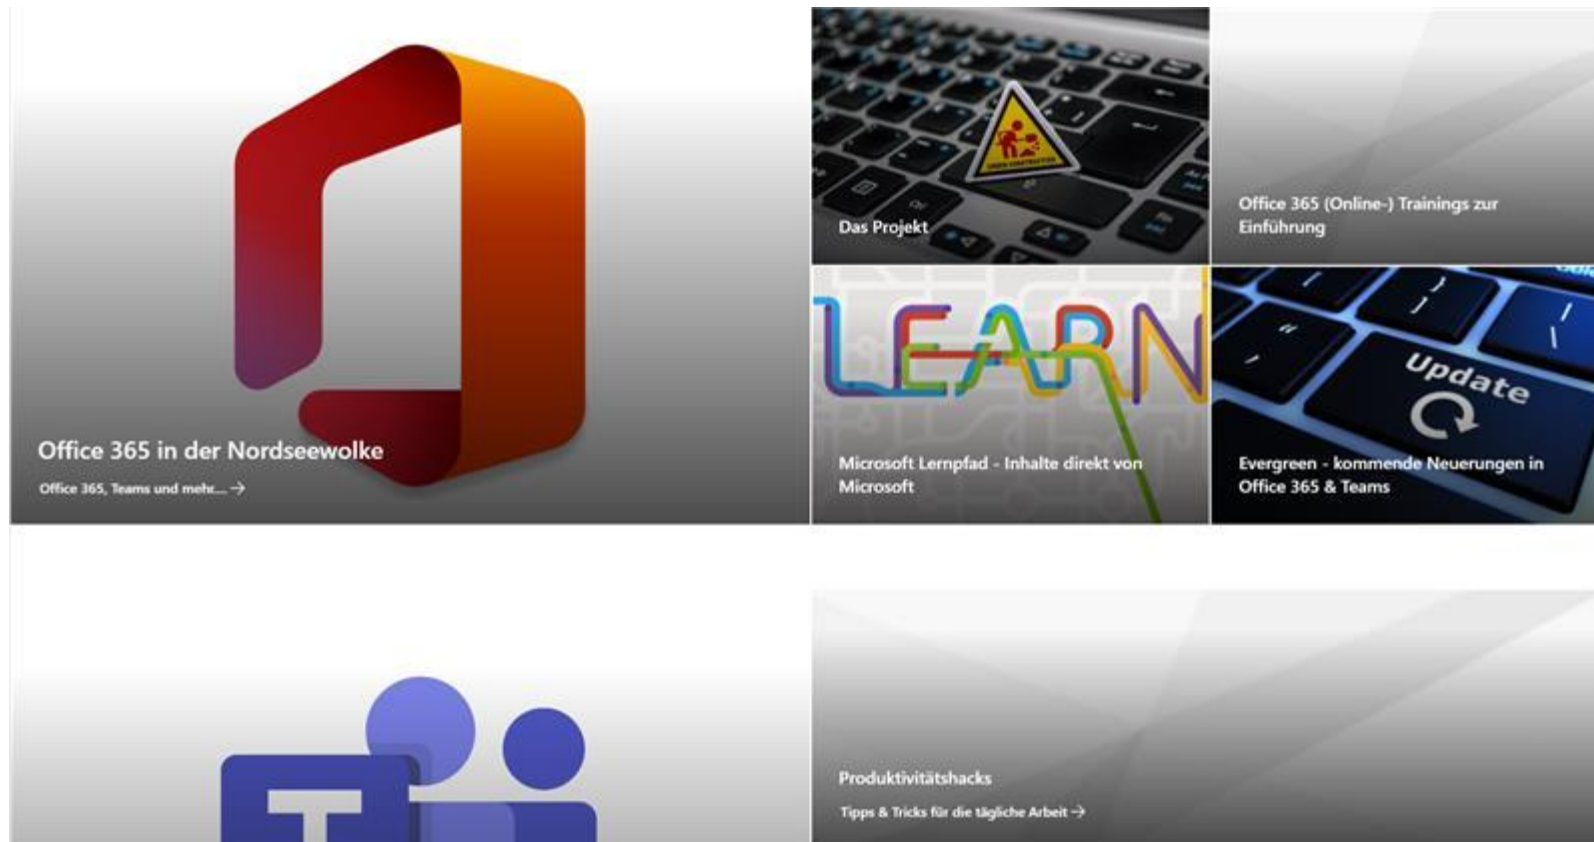 Office 365 in der Nordseewolke
Office 365, Teams und mehr.... →
UNDER CONSTRUCTION
Das Projekt
Office 365 (Online-) Trainings zur
Einführung
LEARN
Microsoft Lernpfad - Inhalte direkt von
Microsoft
Update
Evergreen - kommende Neuerungen in
Office 365 & Teams
T
Produktivitätshacks
Tipps & Tricks für die tägliche Arbeit →